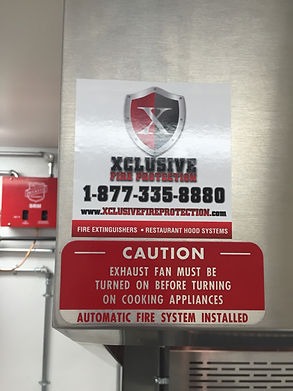 X
XCLUSIVE
FIRE PROTECTION
1-877-335-8880
www.XCLUSIVEFIREPROTECTION.com
FIRE EXTINGUISHERS • RESTAURANT HOOD SYSTEMS
CAUTION
EXHAUST FAN MUST BE
TURNED ON BEFORE TURNING
ON COOKING APPLIANCES
AUTOMATIC FIRE SYSTEM INSTALLED